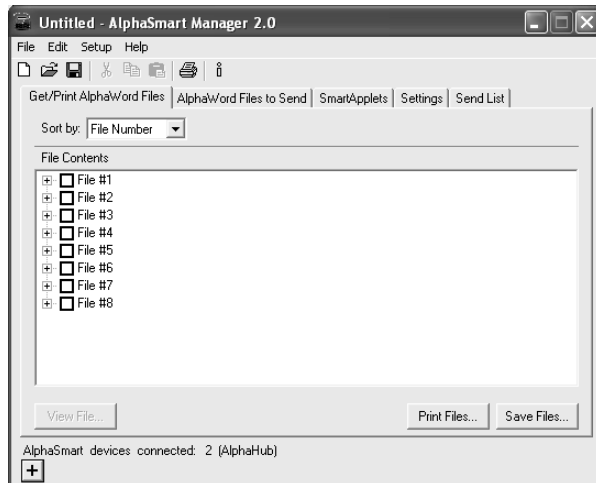 Untitled - AlphaSmart Manager 2.0
File Edit Setup Help
Get/Print AlphaWord Files AlphaWord Files to Send SmartApplets Settings Send List
Sort by: File Number
File Contents
File #1
File #2
File #3
File #4
File #5
File #6
File #7
File #8
View File... Print Files... Save Files...
AlphaSmart devices connected: 2 (AlphaHub)